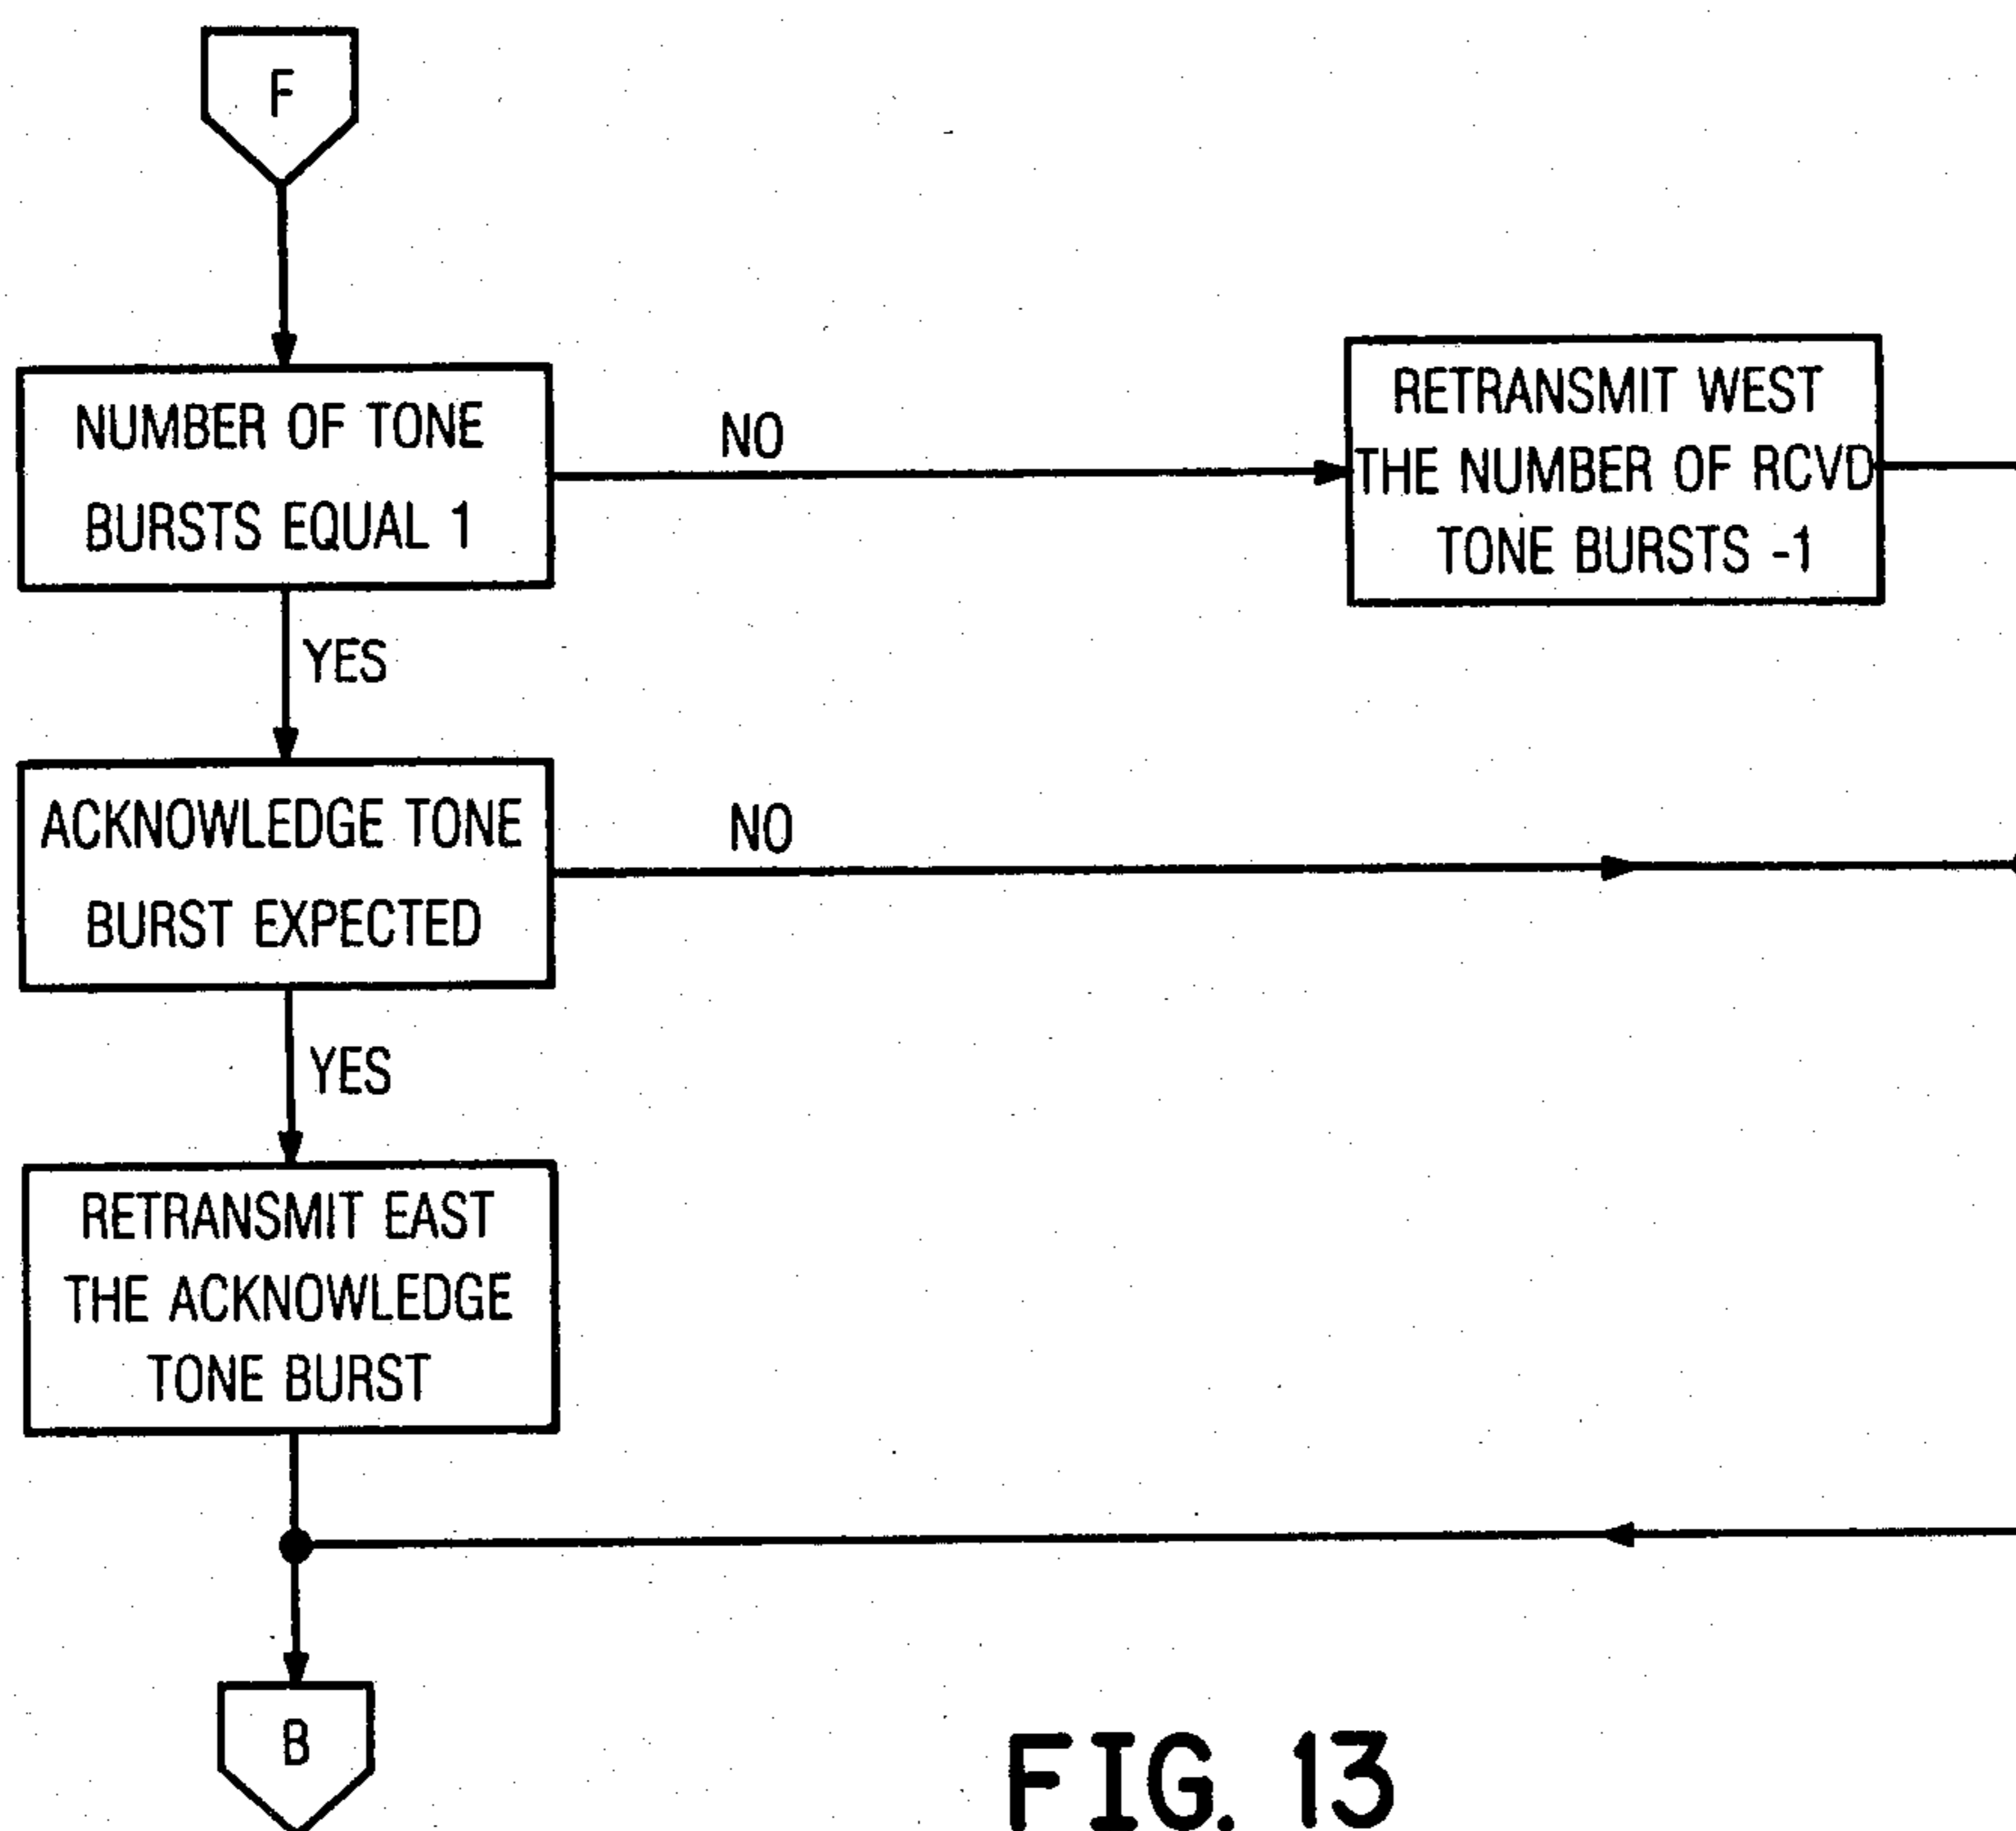 F
NUMBER OF TONE
BURSTS EQUAL 1
NO
RETRANSMIT WEST
THE NUMBER OF RCVD
TONE BURSTS -1
YES
ACKNOWLEDGE TONE
BURST EXPECTED
NO
YES
RETRANSMIT EAST
THE ACKNOWLEDGE
TONE BURST
B
FIG. 13